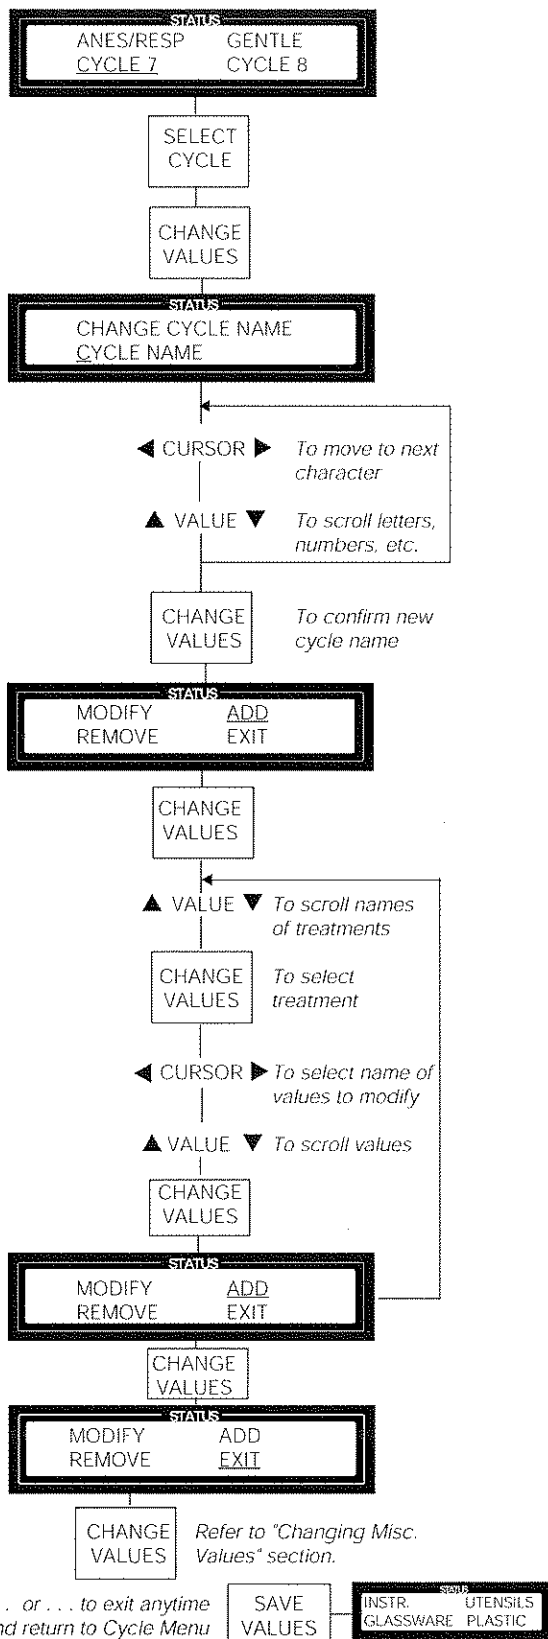 STATUS
ANES/RESP GENTLE
CYCLE 7 CYCLE 8
SELECT
CYCLE
CHANGE
VALUES
STATUS
CHANGE CYCLE NAME
CYCLE NAME
◀ CURSOR ▶ To move to next
character
▲ VALUE ▼ To scroll letters,
numbers, etc.
CHANGE
VALUES
To confirm new
cycle name
STATUS
MODIFY ADD
REMOVE EXIT
CHANGE
VALUES
▲ VALUE ▼ To scroll names
of treatments
CHANGE
VALUES
To select
treatment
◀ CURSOR ▶ To select name of
values to modify
▲ VALUE ▼ To scroll values
CHANGE
VALUES
STATUS
MODIFY ADD
REMOVE EXIT
CHANGE
VALUES
STATUS
MODIFY ADD
REMOVE EXIT
CHANGE
VALUES
Refer to "Changing Misc.
Values" section.
. or . . . to exit anytime
nd return to Cycle Menu
SAVE
VALUES
STATUS
INSTR. UTENSILS
GLASSWARE PLASTIC